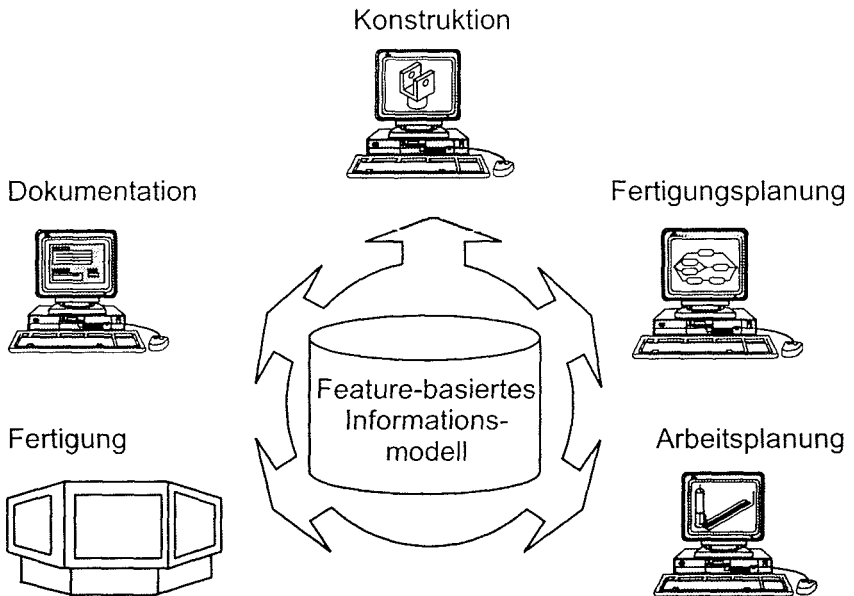 Konstruktion
Dokumentation
Fertigungsplanung
Feature-basiertes
Informations-
modell
Fertigung
Arbeitsplanung